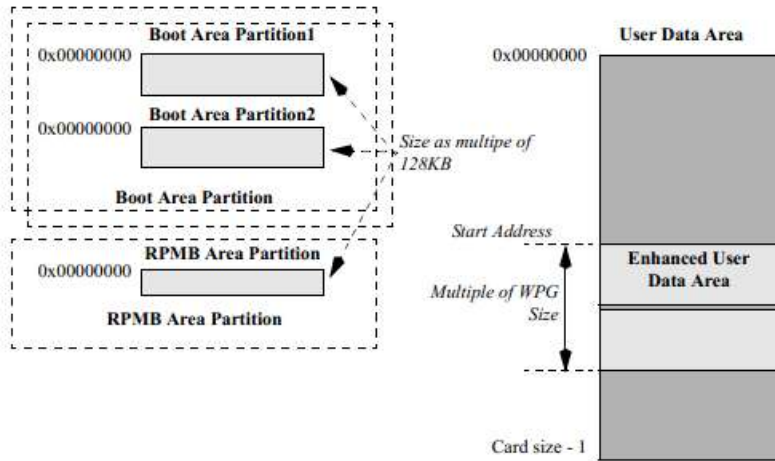 Boot Area Partition1
0x00000000
Boot Area Partition2
0x00000000
Size as multipe of
128KB
Boot Area Partition
RPMB Area Partition
0x00000000
RPMB Area Partition
User Data Area
0x00000000
Start Address
Enhanced User
Data Area
Multiple of WPG
Size
Card size - 1